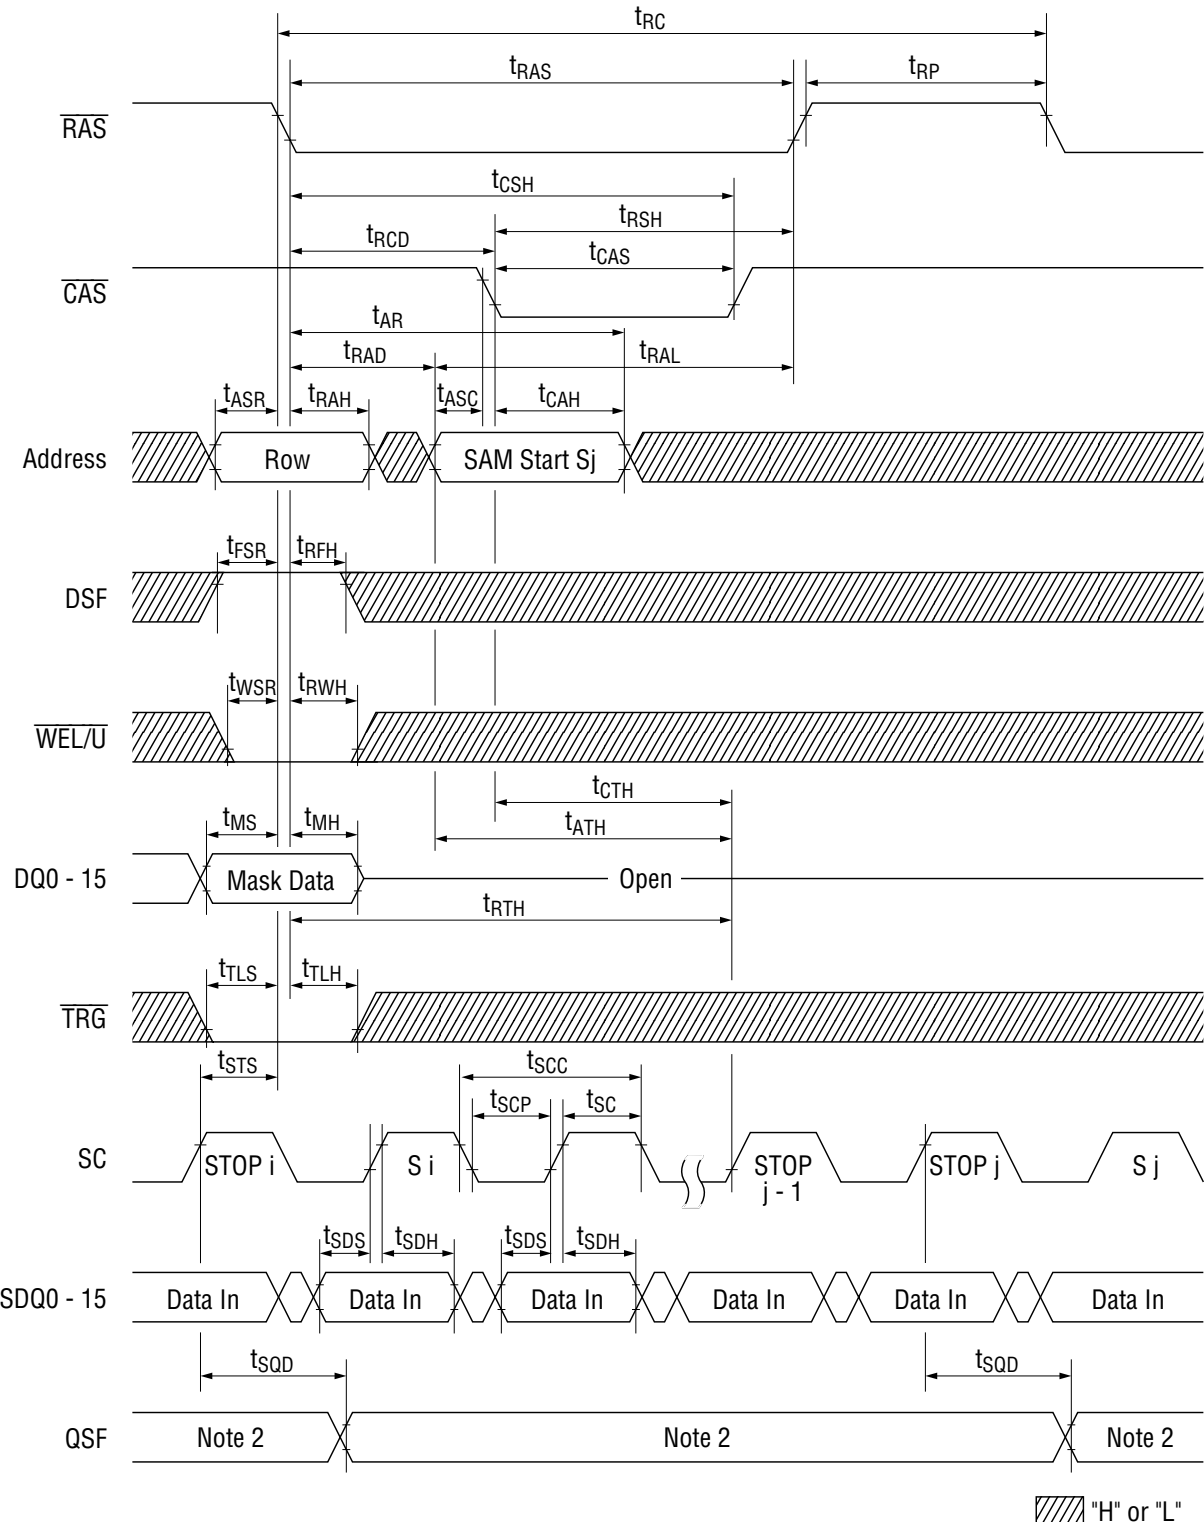 tRC
tRAS
tRP
RAS
tCSH
tRSH
tRCD
tCAS
CAS
tAR
tRAD
tRAL
tASR
tRAH
tASC
tCAH
Address
Row
SAM Start Sj
tFSR
tRFH
DSF
tWSR
tRWH
WEL/U
tCTH
tMS
tMH
tATH
DQ0 - 15
Mask Data
Open
tRTH
tTLS
tTLH
TRG
tSTS
tSCC
tSCP
tSC
SC
STOP i
S i
STOP
j - 1
STOP j
S j
tSDS
tSDH
tSDS
tSDH
SDQ0 - 15
Data In
Data In
Data In
Data In
Data In
Data In
tSQD
tSQD
QSF
Note 2
Note 2
Note 2
"H" or "L"